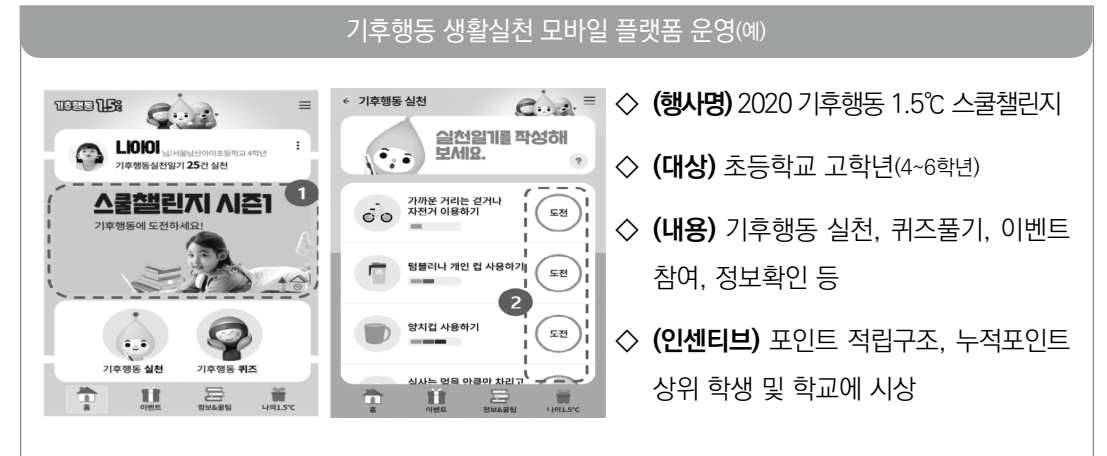 기후행동 생활실천 모바일 플랫폼 운영(예)
기후행동 1.5℃
나이이 님/서울남산아이초등학교 4학년
기후행동실천일기 25건 실천
1
스쿨챌린지 시즌1
기후행동에 도전하세요!
기후행동 실천
기후행동 퀴즈
홈
이벤트
정보&꿀팁
나의1.5°C
← 기후행동 실천
실천일기를 작성해
보세요.
?
가까운 거리는 걷거나
자전거 이용하기
도전
텀블러나 개인 컵 사용하기
도전
2
양치컵 사용하기
도전
식사는 먹을 만큼만 차리고
홈
이벤트
정보&꿀팁
나의1.5°C
◇ (행사명) 2020 기후행동 1.5℃ 스쿨챌린지
◇ (대상) 초등학교 고학년(4~6학년)
◇ (내용) 기후행동 실천, 퀴즈풀기, 이벤트
참여, 정보확인 등
◇ (인센티브) 포인트 적립구조, 누적포인트
상위 학생 및 학교에 시상